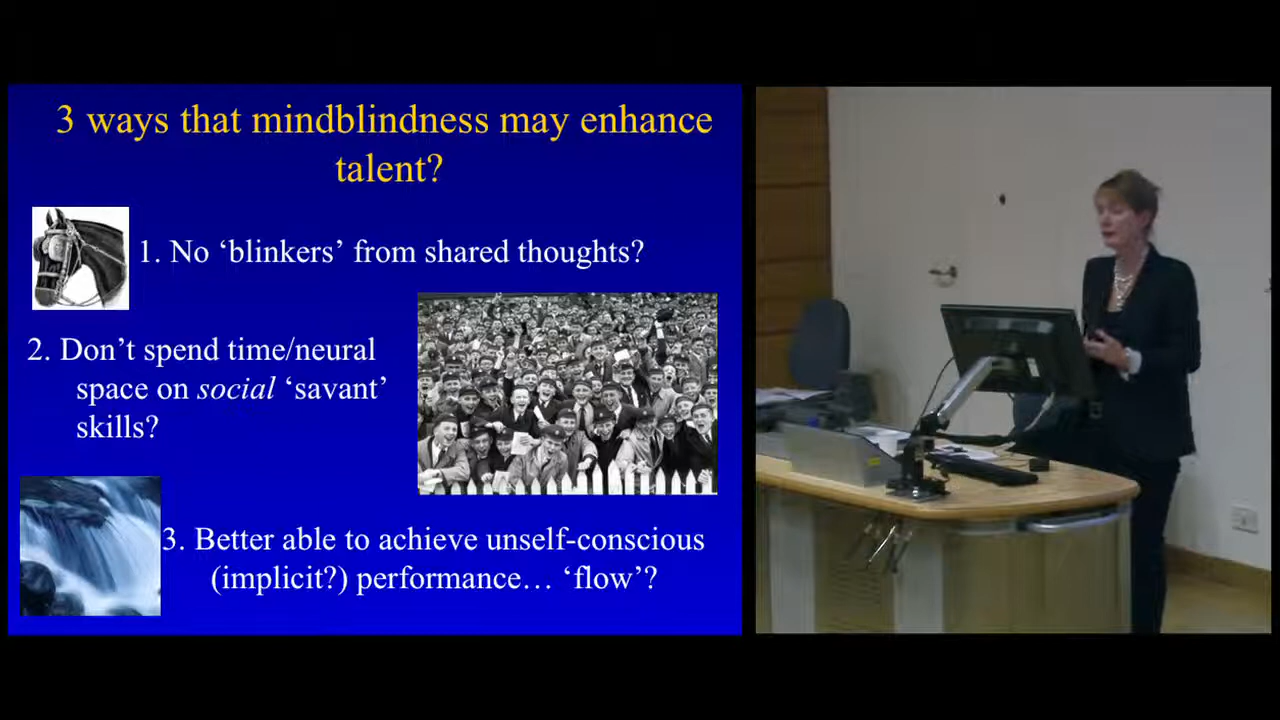 3 ways that mindblindness may enhance
talent?
1. No ‘blinkers’ from shared thoughts?
2. Don’t spend time/neural
space on social ‘savant’
skills?
3. Better able to achieve unself-conscious
(implicit?) performance… ‘flow’?